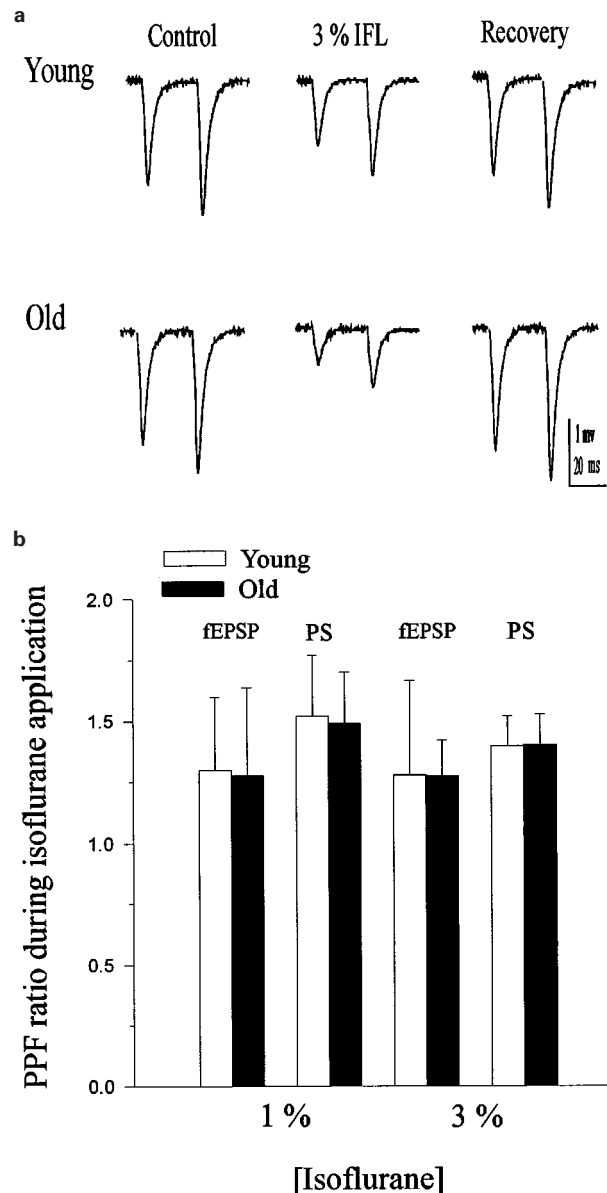 a
Control 3 % IFL Recovery
Young
Old
1 mv
20 ms
b
Young
Old
PPF ratio during isoflurane application
2.0
1.5
1.0
0.5
0.0
fEPSP PS fEPSP PS
1 % 3 %
[Isoflurane]